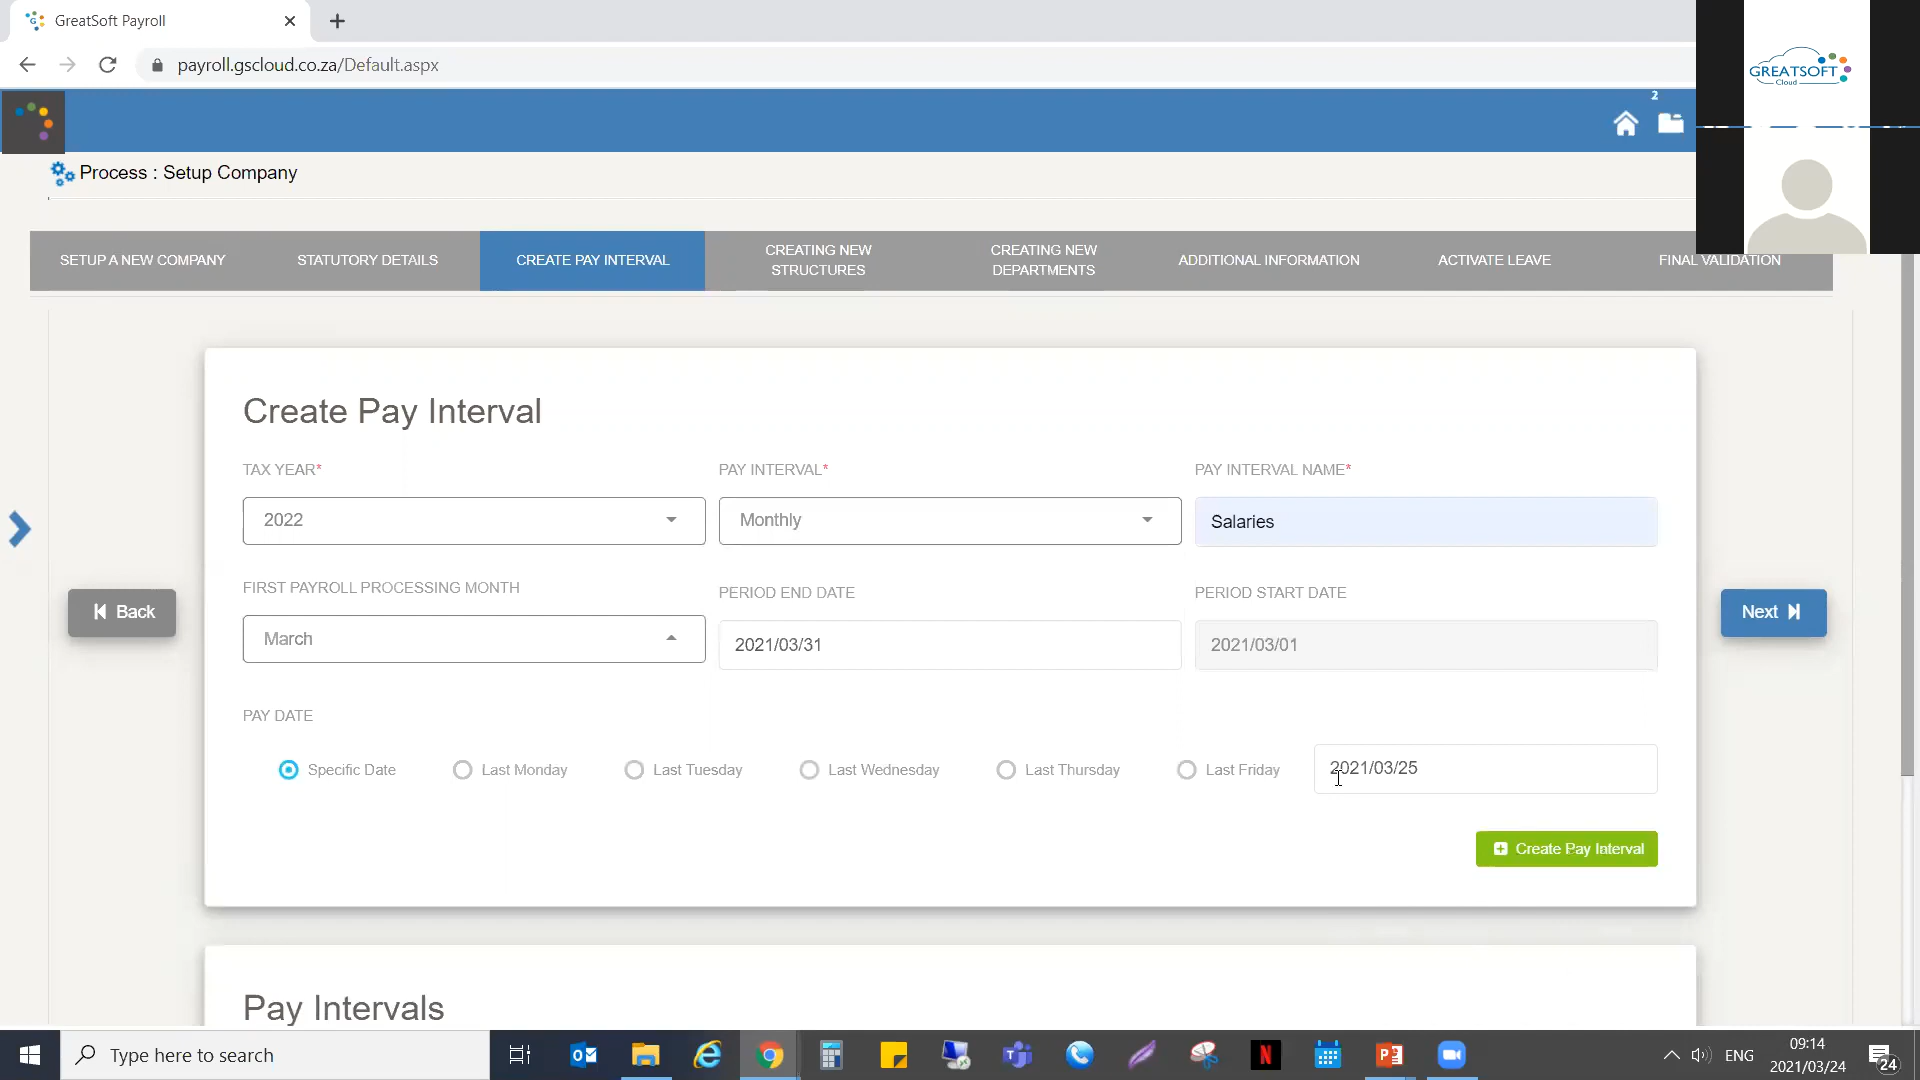 GreatSoft Payroll
payroll.gscloud.co.za/Default.aspx
GREATSOFT
Cloud
2
Process : Setup Company
SETUP A NEW COMPANY
STATUTORY DETAILS
CREATE PAY INTERVAL
CREATING NEW
STRUCTURES
CREATING NEW
DEPARTMENTS
ADDITIONAL INFORMATION
ACTIVATE LEAVE
FINAL VALIDATION
Create Pay Interval
TAX YEAR*
PAY INTERVAL*
PAY INTERVAL NAME*
2022
Monthly
Salaries
FIRST PAYROLL PROCESSING MONTH
PERIOD END DATE
PERIOD START DATE
March
2021/03/31
2021/03/01
Back
Next
PAY DATE
Specific Date
Last Monday
Last Tuesday
Last Wednesday
Last Thursday
Last Friday
2021/03/25
Create Pay Interval
Pay Intervals
Type here to search
ENG
09:14
2021/03/24
24